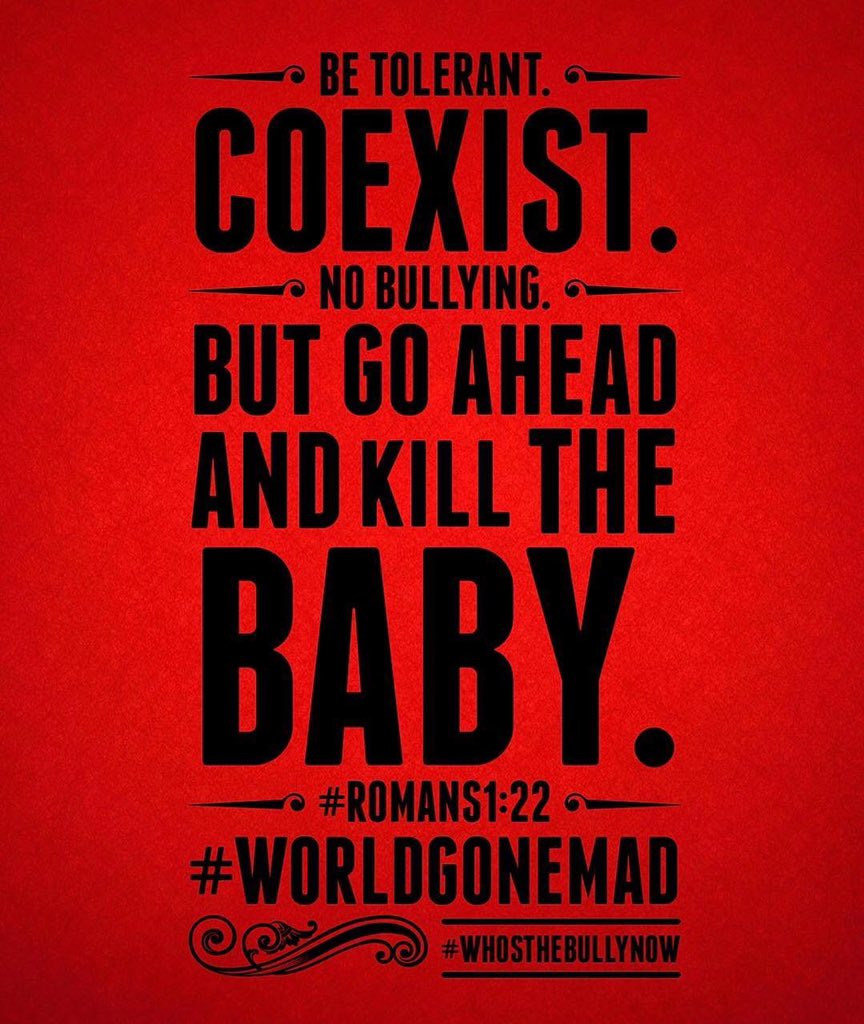 BE TOLERANT.
COEXIST.
NO BULLYING.
BUT GO AHEAD
AND KILL THE
BABY.
#ROMANS1:22
#WORLDGONEMAD
#WHOSTHEBULLYNOW